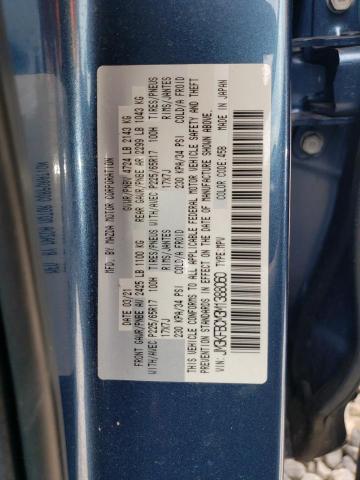 MFD. BY MAZDA MOTOR CORPORATION
DATE: 03/21 GVWR/PNBV 4724 LB 2143 KG
FRONT GAWR/PNBE AV 2425 LB 1100 KG REAR GAWR/PNBE AR 2299 LB 1043 KG
WITH/AVEC P225/65R17 100H TIRES/PNEUS WITH/AVEC P225/65R17 100H TIRES/PNEUS
17X7J RIMS/JANTES 17X7J RIMS/JANTES
230 KPA/34 PSI COLD/A FROID 230 KPA/34 PSI COLD/A FROID
THIS VEHICLE CONFORMS TO ALL APPLICABLE FEDERAL MOTOR VEHICLE SAFETY AND THEFT
PREVENTION STANDARDS IN EFFECT ON THE DATE OF MANUFACTURE SHOWN ABOVE.
TYPE:MPV COLOR CODE:45B MADE IN JAPAN